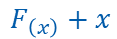 F₍ₓ₎ + x